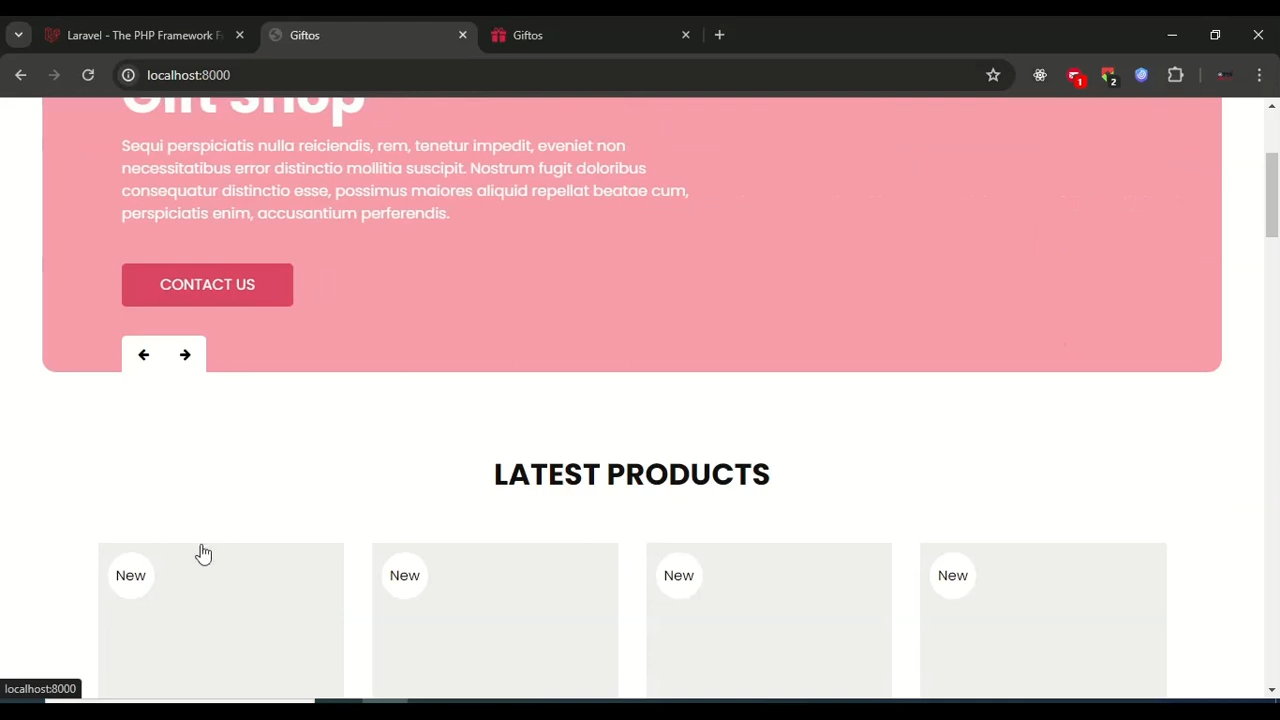 Laravel - The PHP Framework F
Giftos
Giftos
localhost:8000
1
2
Gift Shop
Sequi perspiciatis nulla reiciendis, rem, tenetur impedit, eveniet non
necessitatibus error distinctio mollitia suscipit. Nostrum fugit doloribus
consequatur distinctio esse, possimus maiores aliquid repellat beatae cum,
perspiciatis enim, accusantium perferendis.
CONTACT US
LATEST PRODUCTS
New
New
New
New
localhost:8000